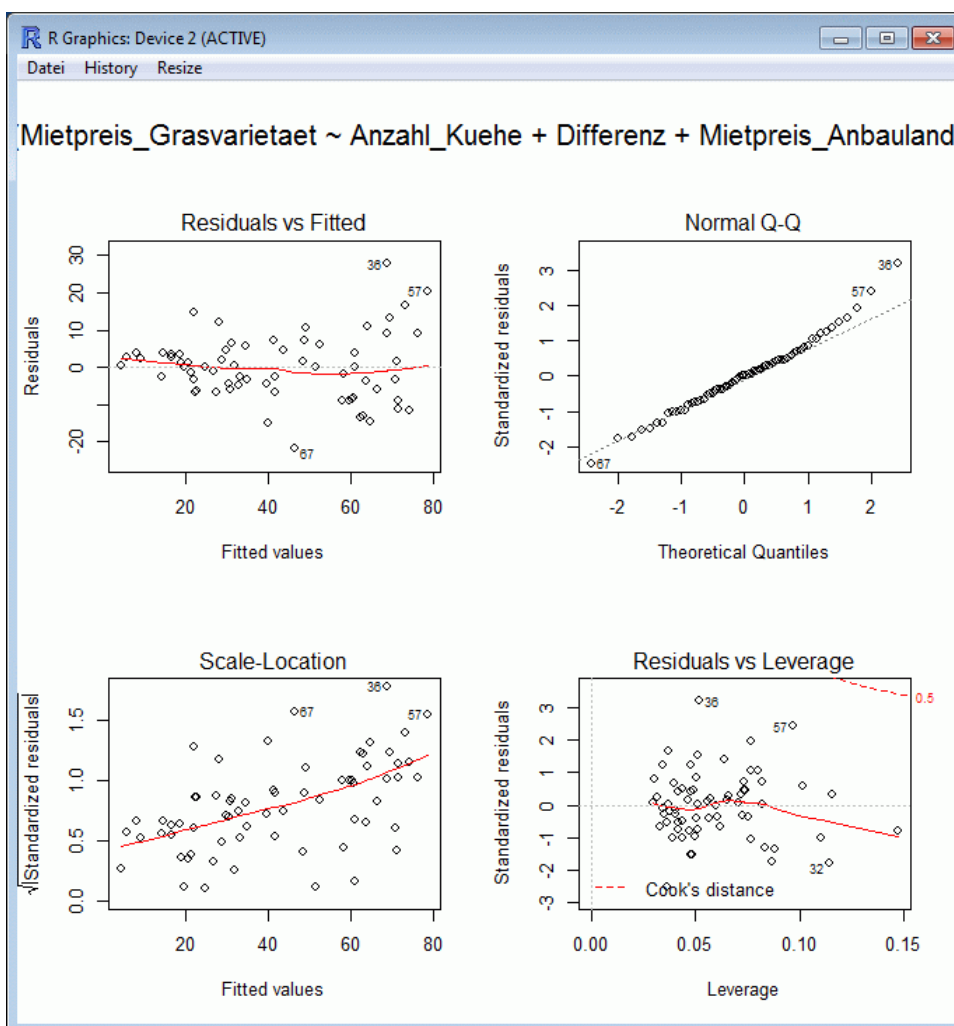 R Graphics: Device 2 (ACTIVE)
Datei History Resize
(Mietpreis_Grasvarietaet ~ Anzahl_Kuehe + Differenz + Mietpreis_Anbauland
Residuals vs Fitted
Residuals
30
20
10
0
-20
36
57
67
20 40 60 80
Fitted values
Normal Q-Q
Standardized residuals
3
2
1
0
-1
-2
36
57
67
-2 -1 0 1 2
Theoretical Quantiles
Scale-Location
√|Standardized residuals|
1.5
1.0
0.5
0.0
36
67
57
20 40 60 80
Fitted values
Residuals vs Leverage
Standardized residuals
3
2
1
0
-1
-2
-3
0.5
36
57
32
Cook's distance
0.00 0.05 0.10 0.15
Leverage